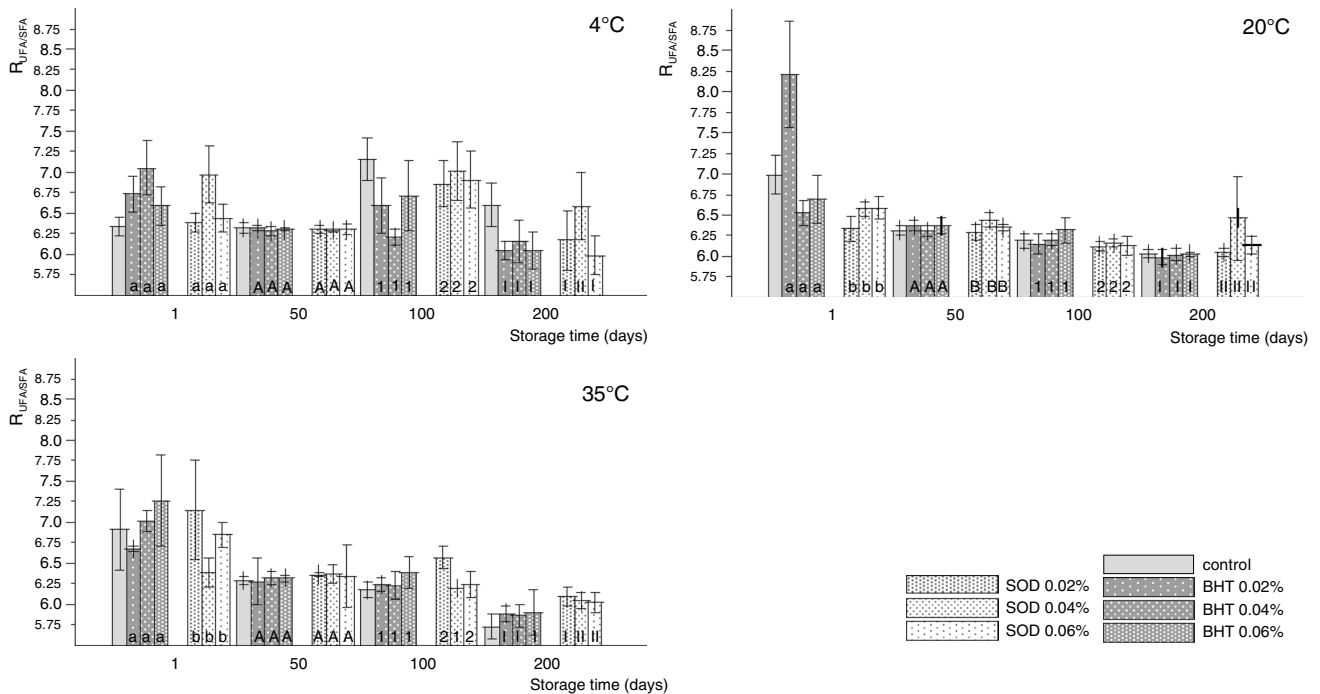 4°C
R UFA/SFA
8.75
8.5
8.25
8.0
7.75
7.5
7.25
7.0
6.75
6.5
6.25
6.0
5.75
a a a a a a A A A A A A 1 1 1 2 2 2 I I I I II I
1 50 100 200
Storage time (days)
20°C
R UFA/SFA
8.75
8.5
8.25
8.0
7.75
7.5
7.25
7.0
6.75
6.5
6.25
6.0
5.75
a a a b b b A A A B B B 1 1 1 2 2 2 I I I II II II
1 50 100 200
Storage time (days)
35°C
R UFA/SFA
8.75
8.5
8.25
8.0
7.75
7.5
7.25
7.0
6.75
6.5
6.25
6.0
5.75
a a a b b b A A A A A A 1 1 1 2 1 2 I I 1 I II II
1 50 100 200
Storage time (days)
SOD 0.02%
SOD 0.04%
SOD 0.06%
control
BHT 0.02%
BHT 0.04%
BHT 0.06%